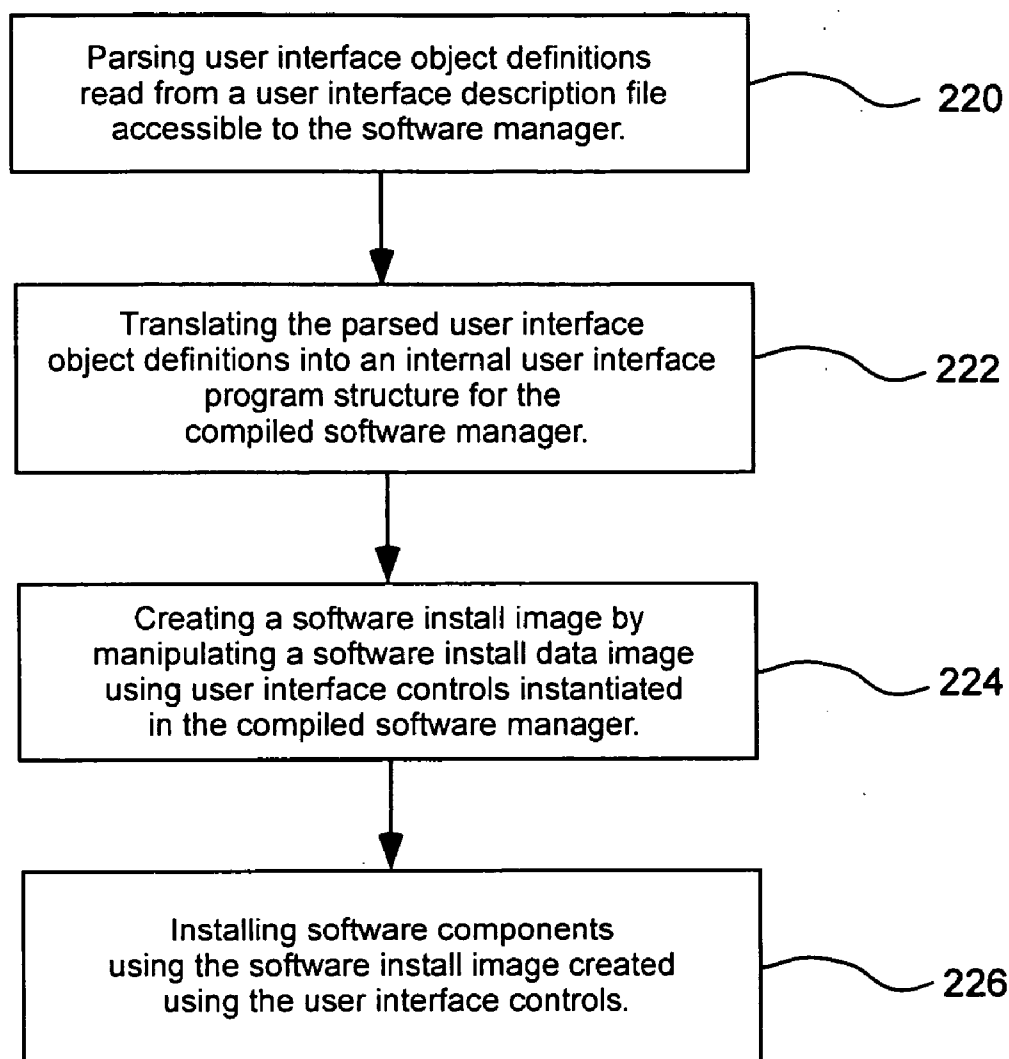 Parsing user interface object definitions
read from a user interface description file
accessible to the software manager.
220
Translating the parsed user interface
object definitions into an internal user interface
program structure for the
compiled software manager.
222
Creating a software install image by
manipulating a software install data image
using user interface controls instantiated
in the compiled software manager.
224
Installing software components
using the software install image created
using the user interface controls.
226